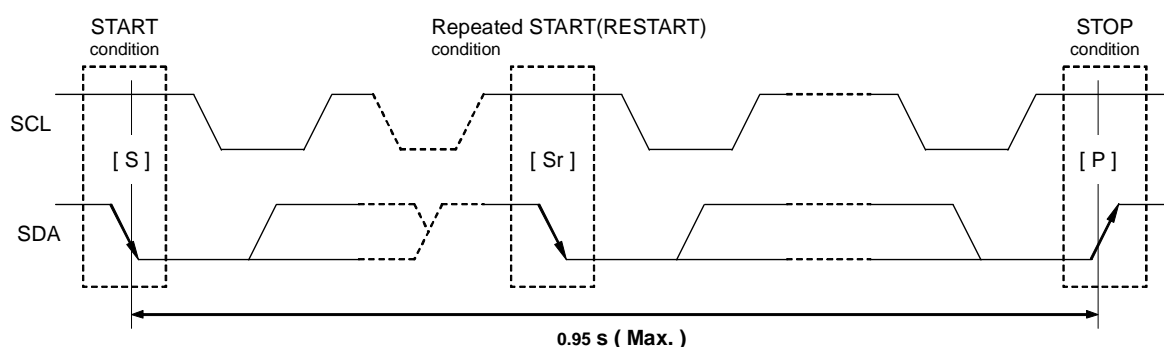 START
condition
Repeated START(RESTART)
condition
STOP
condition
SCL
[ S ]
[ Sr ]
[ P ]
SDA
0.95 s ( Max. )